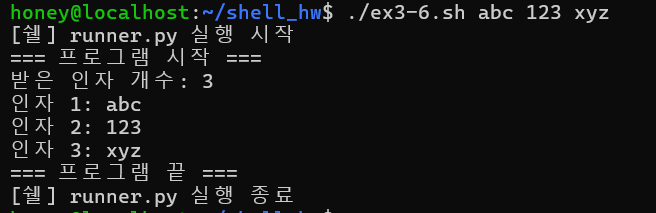 honey@localhost:~/shell_hw$ ./ex3-6.sh abc 123 xyz
[쉘] runner.py 실행 시작
=== 프로그램 시작 ===
받은 인자 개수: 3
인자 1: abc
인자 2: 123
인자 3: xyz
=== 프로그램 끝 ===
[쉘] runner.py 실행 종료